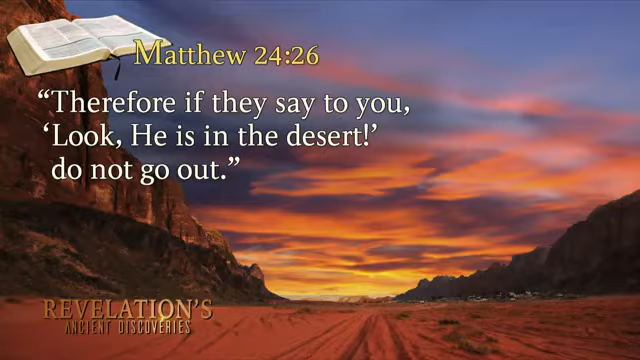 Matthew 24:26
“Therefore if they say to you,
‘Look, He is in the desert!’
do not go out.”
REVELATION'S
ANCIENT DISCOVERIES